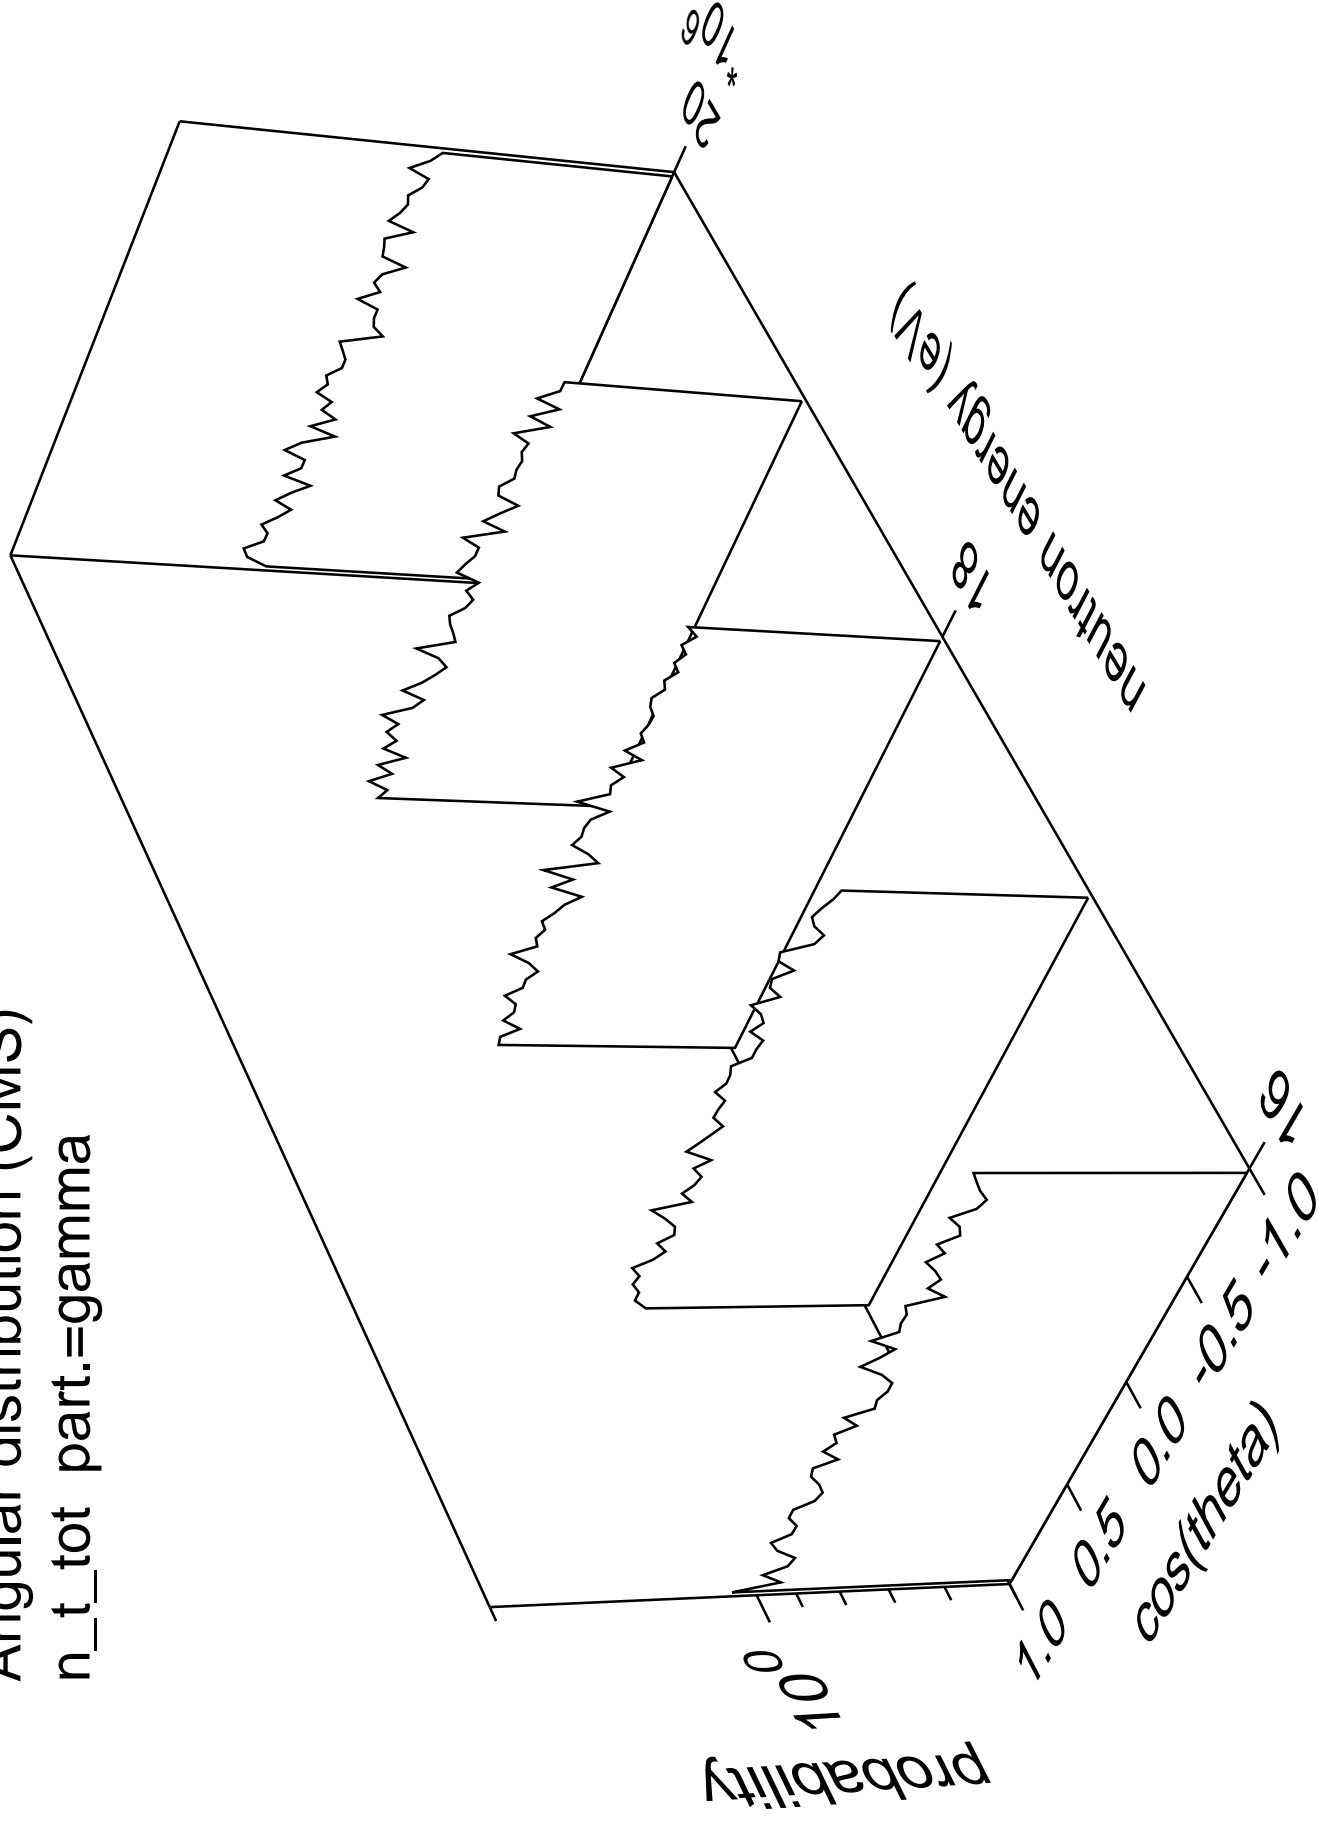 Angular distribution (CMS)
n_t_tot part.=gamma
probability
10^0
1.0 0.5 0.0 -0.5 -1.0
cos(theta)
16 18 20
*10^6
neutron energy (eV)